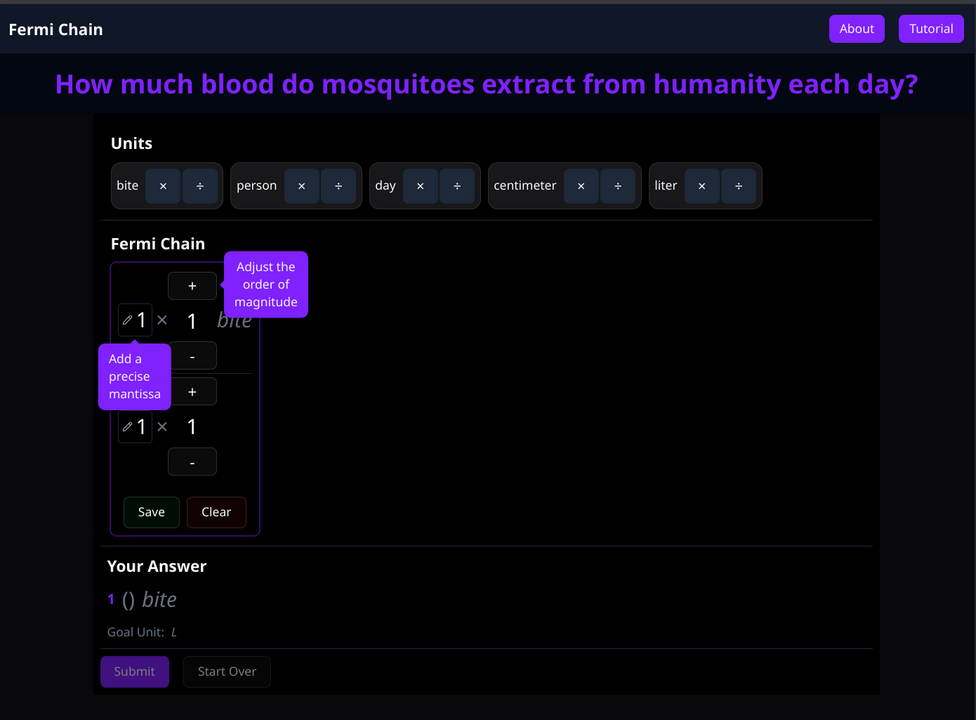 Fermi Chain
About
Tutorial
How much blood do mosquitoes extract from humanity each day?
Units
bite × ÷ person × ÷ day × ÷ centimeter × ÷ liter × ÷
Fermi Chain
+
Adjust the
order of
magnitude
1 × 1 bite
-
Add a
precise
mantissa
+
1 × 1
-
Save Clear
Your Answer
1 () bite
Goal Unit: L
Submit Start Over